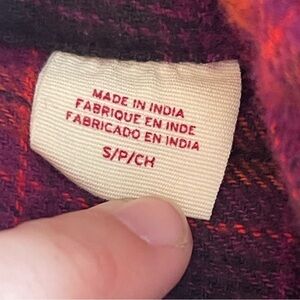 MADE IN INDIA
FABRIQUE EN INDE
FABRICADO EN INDIA
S/P/CH